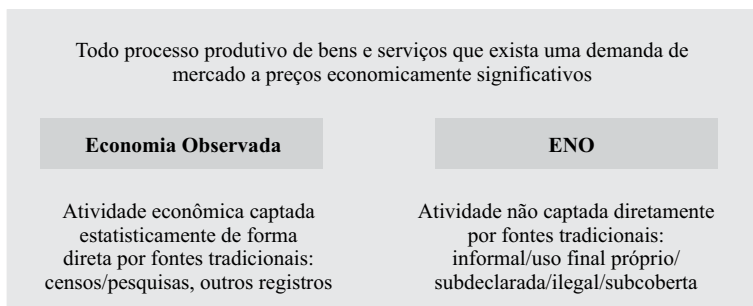 Todo processo produtivo de bens e serviços que exista uma demanda de
mercado a preços economicamente significativos
Economia Observada
Atividade econômica captada
estatisticamente de forma
direta por fontes tradicionais:
censos/pesquisas, outros registros
ENO
Atividade não captada diretamente
por fontes tradicionais:
informal/uso final próprio/
subdeclarada/ilegal/subcoberta